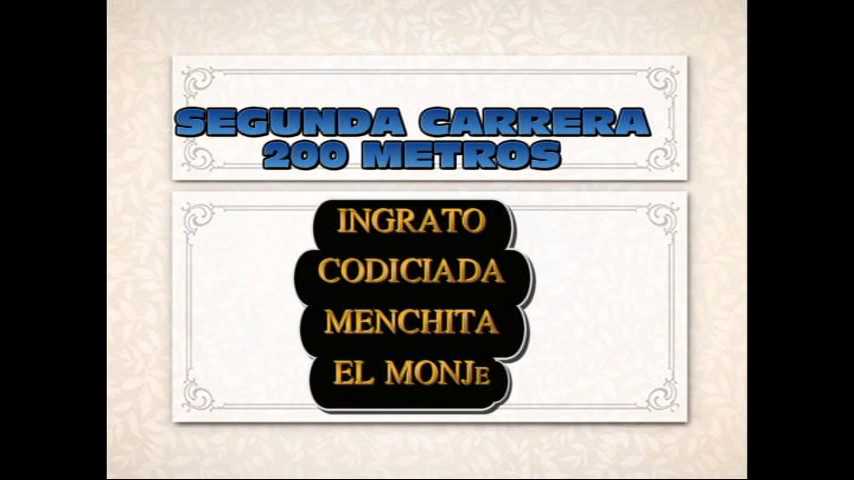 SEGUNDA CARRERA
200 METROS
INGRATO
CODICIADA
MENCHITA
EL MONJE